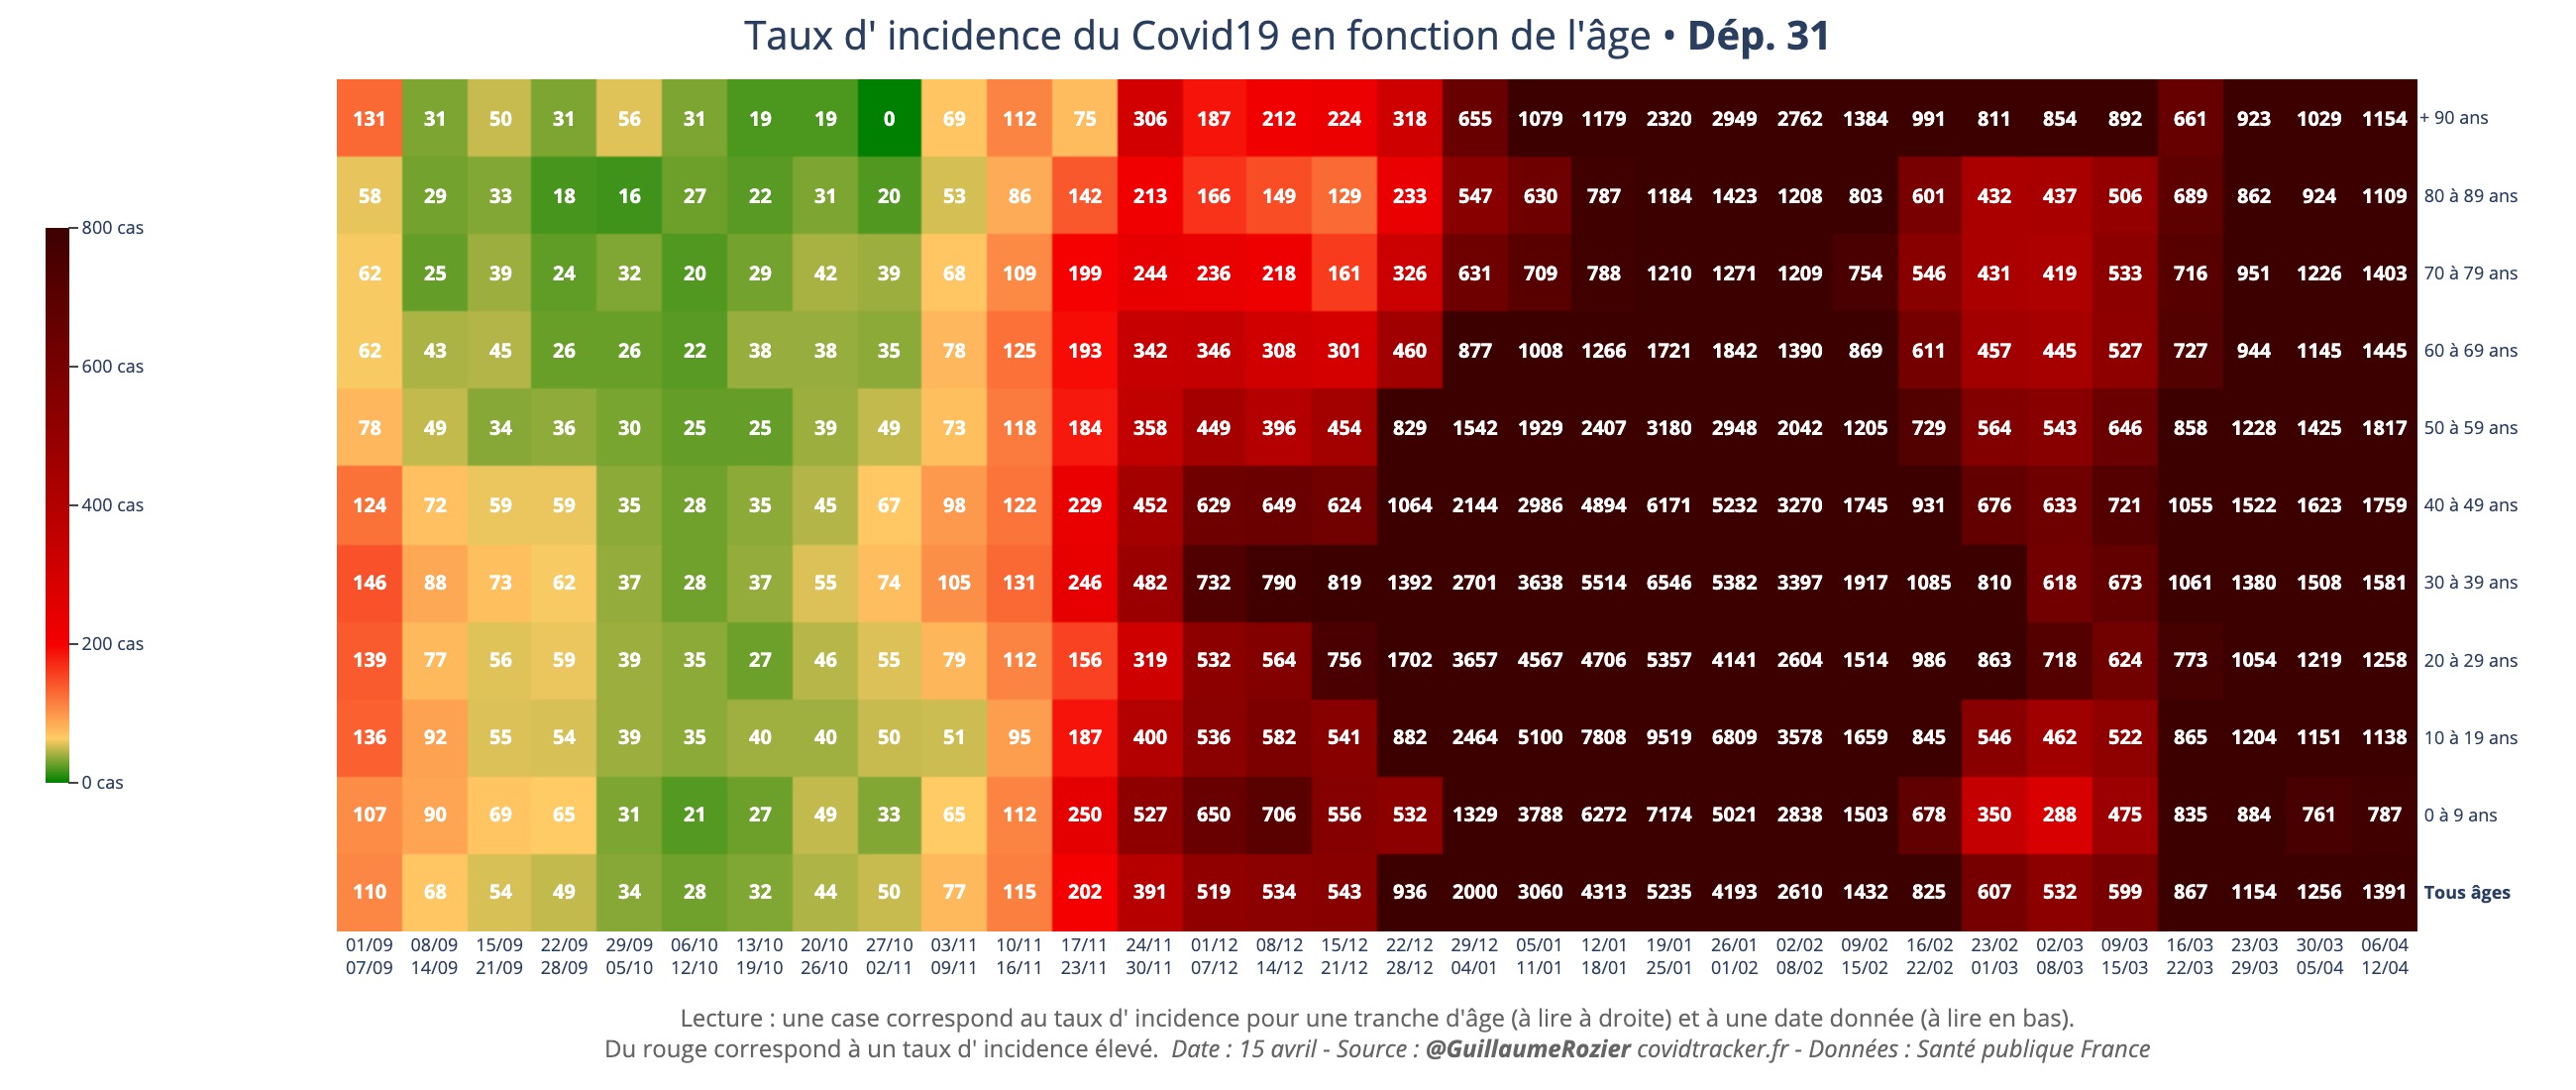 Taux d' incidence du Covid19 en fonction de l'âge • Dép. 31
131 31 50 31 56 31 19 19 0 69 112 75 306 187 212 224 318 655 1079 1179 2320 2949 2762 1384 991 811 854 892 661 923 1029 1154 + 90 ans
58 29 33 18 16 27 22 31 20 53 86 142 213 166 149 129 233 547 630 787 1184 1423 1208 803 601 432 437 506 689 862 924 1109 80 à 89 ans
800 cas
62 25 39 24 32 20 29 42 39 68 109 199 244 236 218 161 326 631 709 788 1210 1271 1209 754 546 431 419 533 716 951 1226 1403 70 à 79 ans
62 43 45 26 26 22 38 38 35 78 125 193 342 346 308 301 460 877 1008 1266 1721 1842 1390 869 611 457 445 527 727 944 1145 1445 60 à 69 ans
600 cas
78 49 34 36 30 25 25 39 49 73 118 184 358 449 396 454 829 1542 1929 2407 3180 2948 2042 1205 729 564 543 646 858 1228 1425 1817 50 à 59 ans
400 cas
124 72 59 59 35 28 35 45 67 98 122 229 452 629 649 624 1064 2144 2986 4894 6171 5232 3270 1745 931 676 633 721 1055 1522 1623 1759 40 à 49 ans
146 88 73 62 37 28 37 55 74 105 131 246 482 732 790 819 1392 2701 3638 5514 6546 5382 3397 1917 1085 810 618 673 1061 1380 1508 1581 30 à 39 ans
200 cas
139 77 56 59 39 35 27 46 55 79 112 156 319 532 564 756 1702 3657 4567 4706 5357 4141 2604 1514 986 863 718 624 773 1054 1219 1258 20 à 29 ans
136 92 55 54 39 35 40 40 50 51 95 187 400 536 582 541 882 2464 5100 7808 9519 6809 3578 1659 845 546 462 522 865 1204 1151 1138 10 à 19 ans
0 cas
107 90 69 65 31 21 27 49 33 65 112 250 527 650 706 556 532 1329 3788 6272 7174 5021 2838 1503 678 350 288 475 835 884 761 787 0 à 9 ans
110 68 54 49 34 28 32 44 50 77 115 202 391 519 534 543 936 2000 3060 4313 5235 4193 2610 1432 825 607 532 599 867 1154 1256 1391 Tous âges
01/09 08/09 15/09 22/09 29/09 06/10 13/10 20/10 27/10 03/11 10/11 17/11 24/11 01/12 08/12 15/12 22/12 29/12 05/01 12/01 19/01 26/01 02/02 09/02 16/02 23/02 02/03 09/03 16/03 23/03 30/03 06/04
07/09 14/09 21/09 28/09 05/10 12/10 19/10 26/10 02/11 09/11 16/11 23/11 30/11 07/12 14/12 21/12 28/12 04/01 11/01 18/01 25/01 01/02 08/02 15/02 22/02 01/03 08/03 15/03 22/03 29/03 05/04 12/04
Lecture : une case correspond au taux d' incidence pour une tranche d'âge (à lire à droite) et à une date donnée (à lire en bas).
Du rouge correspond à un taux d' incidence élevé. Date : 15 avril - Source : @GuillaumeRozier covidtracker.fr - Données : Santé publique France